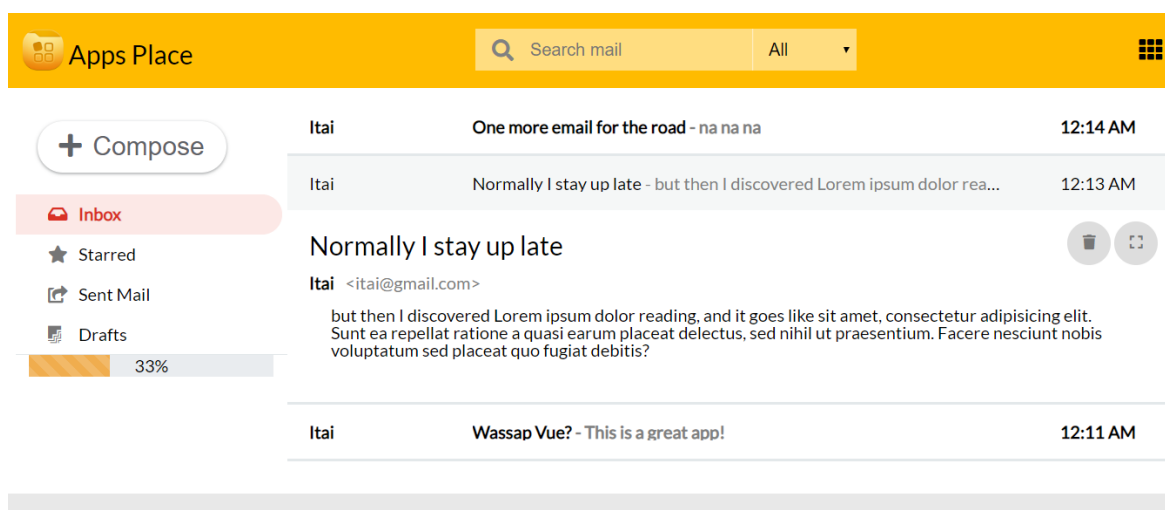 Apps Place
Search mail
All
Compose
Inbox
Starred
Sent Mail
Drafts
33%
Itai One more email for the road - na na na 12:14 AM
Itai Normally I stay up late - but then I discovered Lorem ipsum dolor rea... 12:13 AM
Normally I stay up late
Itai <itai@gmail.com>
but then I discovered Lorem ipsum dolor reading, and it goes like sit amet, consectetur adipisicing elit.
Sunt ea repellat ratione a quasi earum placeat delectus, sed nihil ut praesentium. Facere nesciunt nobis
voluptatum sed placeat quo fugiat debitis?
Itai Wassap Vue? - This is a great app! 12:11 AM